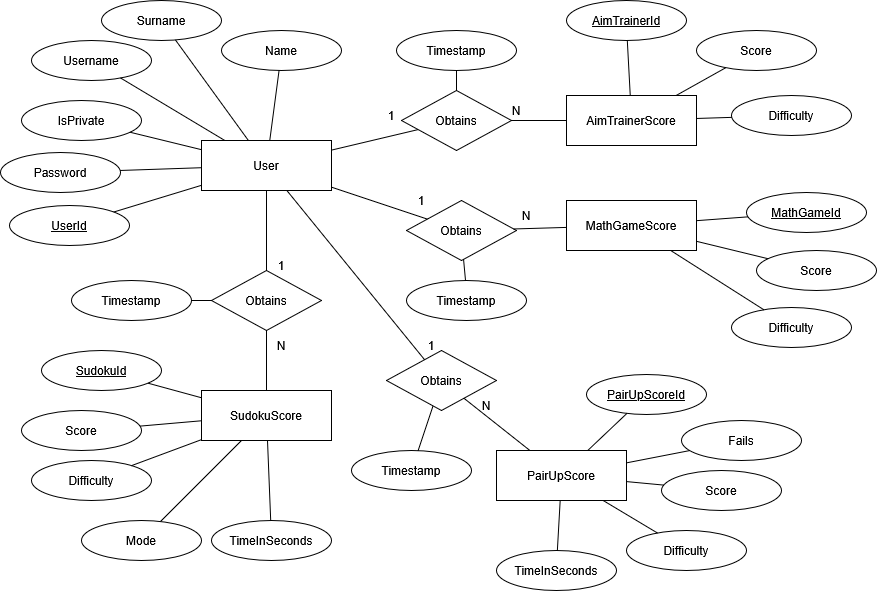 Surname
AimTrainerId
Username
Name
Timestamp
Score
IsPrivate
1
Obtains
N
AimTrainerScore
Difficulty
User
Password
UserId
1
Obtains
N
MathGameScore
MathGameId
Score
Timestamp
Difficulty
1
Timestamp
Obtains
N
1
Obtains
N
SudokuId
Score
SudokuScore
Difficulty
Mode
TimeInSeconds
Timestamp
PairUpScoreId
Fails
PairUpScore
Score
Difficulty
TimeInSeconds